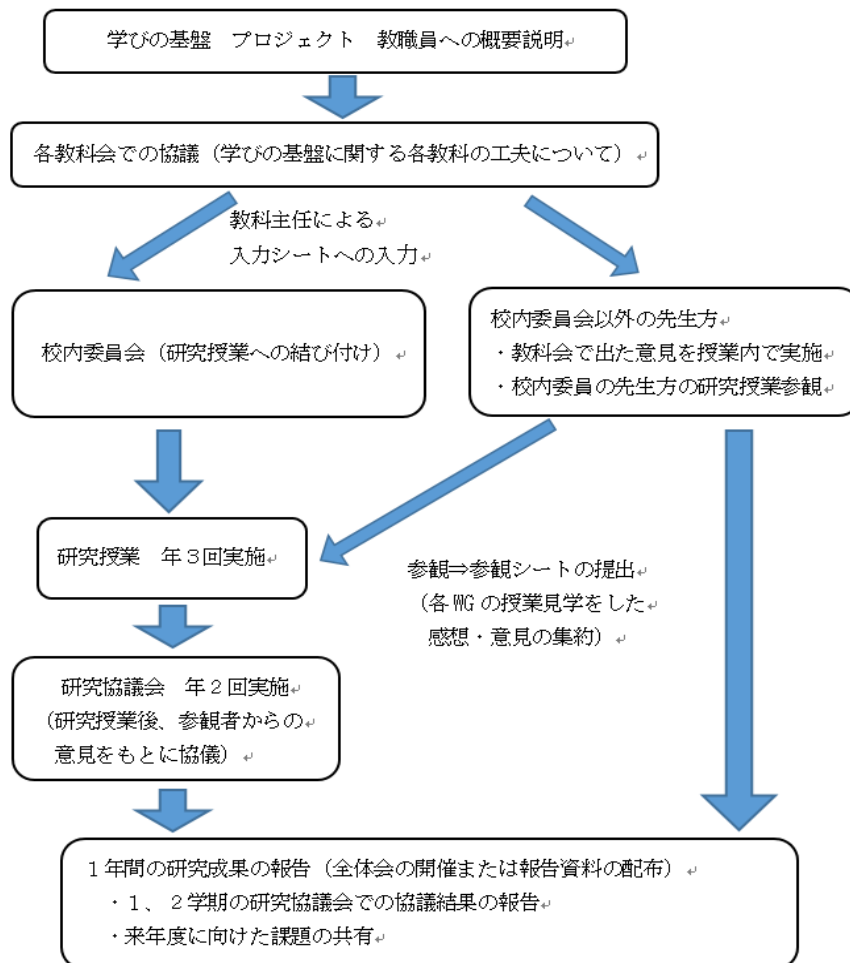 学びの基盤　プロジェクト　教職員への概要説明
各教科会での協議（学びの基盤に関する各教科の工夫について）
教科主任による
入力シートへの入力
校内委員会（研究授業への結び付け）
校内委員会以外の先生方
・教科会で出た意見を授業内で実施
・校内委員の先生方の研究授業参観
研究授業　年３回実施
参観⇒参観シートの提出
（各WGの授業見学をした
感想・意見の集約）
研究協議会　年２回実施
（研究授業後、参観者からの
意見をもとに協儀）
１年間の研究成果の報告（全体会の開催または報告資料の配布）
・１、２学期の研究協議会での協議結果の報告
・来年度に向けた課題の共有